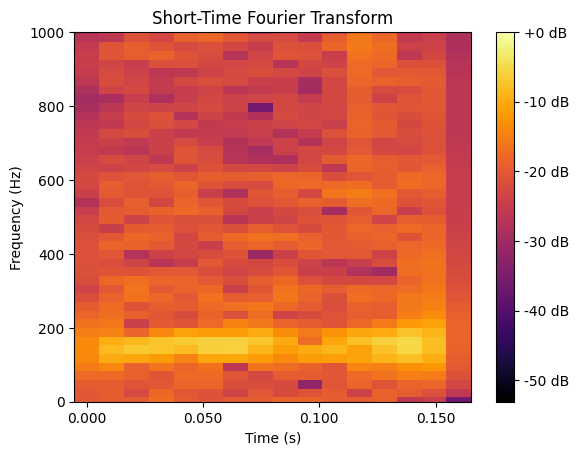 Short-Time Fourier Transform
1000
800
600
400
200
0
Frequency (Hz)
0.000
0.050
0.100
0.150
Time (s)
+0 dB
-10 dB
-20 dB
-30 dB
-40 dB
-50 dB